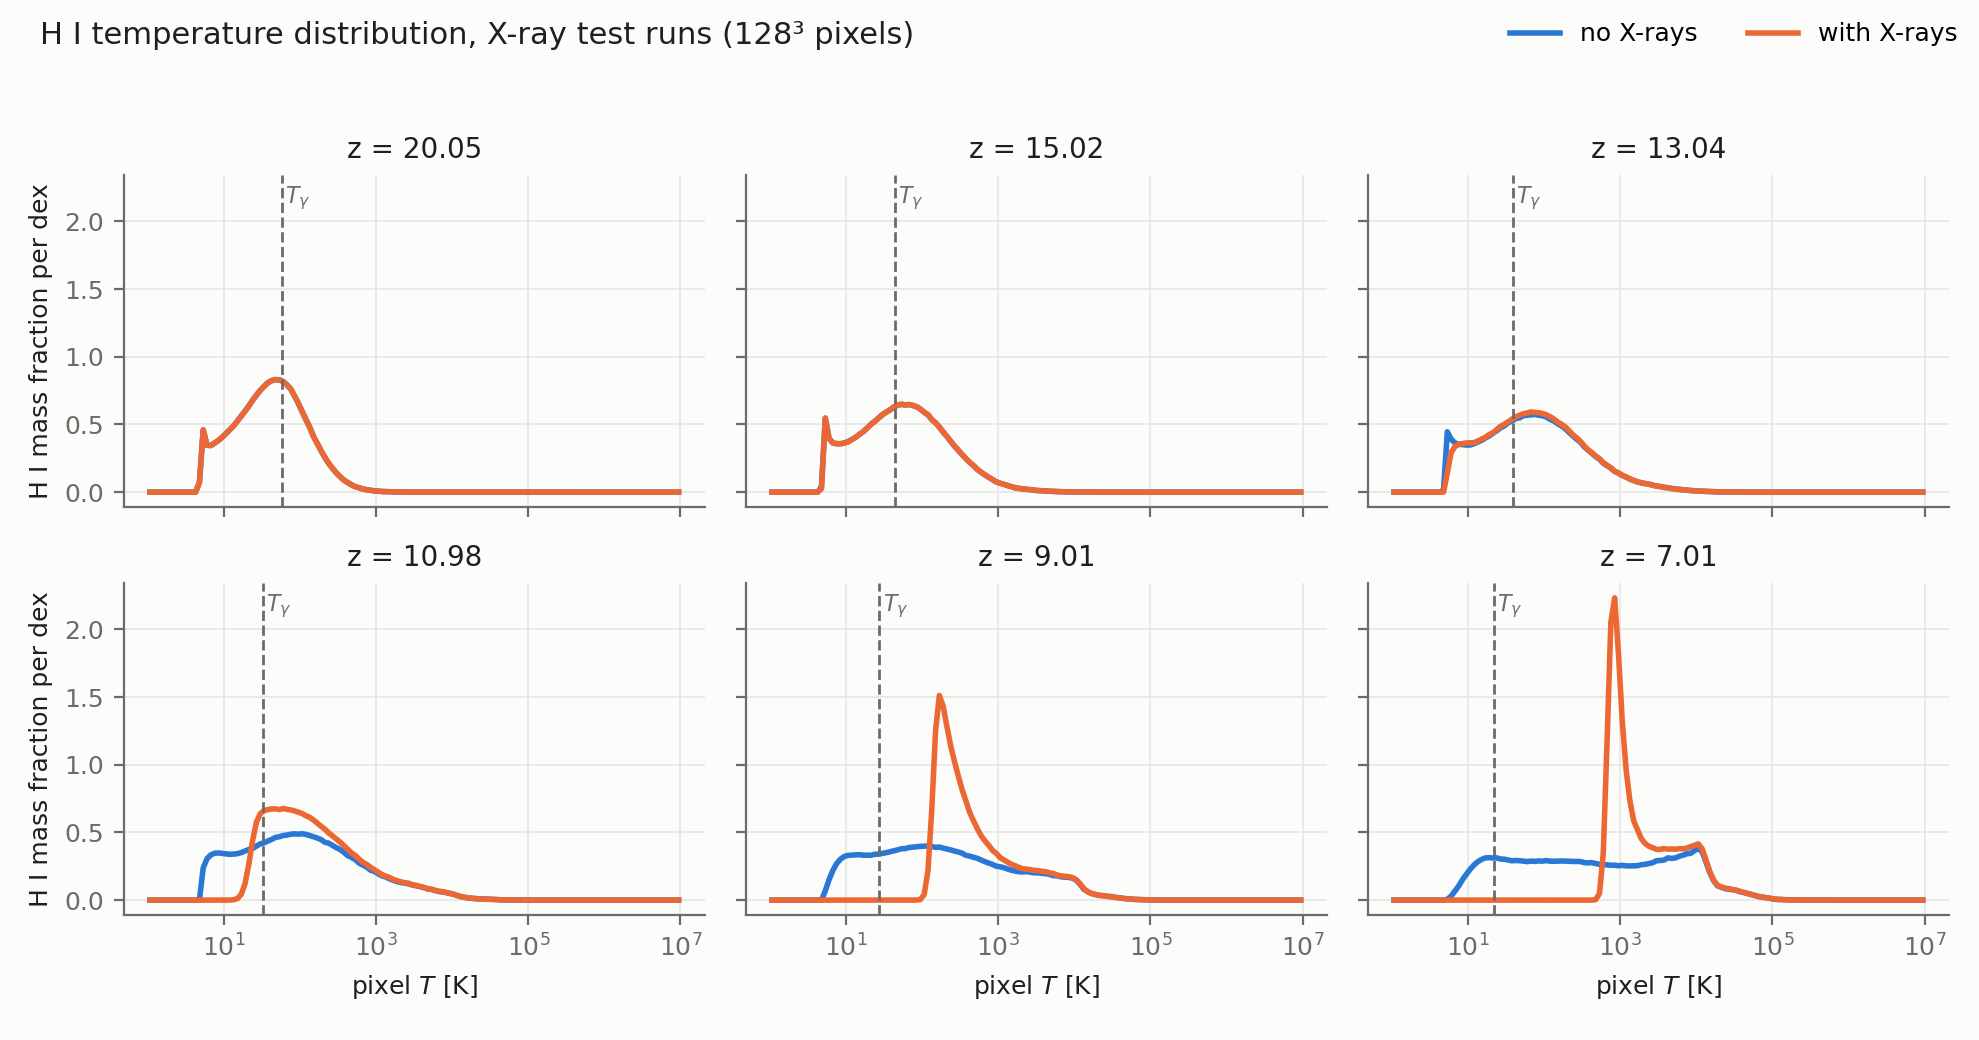 H I temperature distribution, X-ray test runs (128³ pixels)
no X-rays
with X-rays
z = 20.05
z = 15.02
z = 13.04
H I mass fraction per dex
2.0
1.5
1.0
0.5
0.0
Tγ
Tγ
Tγ
z = 10.98
z = 9.01
z = 7.01
H I mass fraction per dex
2.0
1.5
1.0
0.5
0.0
Tγ
Tγ
Tγ
10¹ 10³ 10⁵ 10⁷
10¹ 10³ 10⁵ 10⁷
10¹ 10³ 10⁵ 10⁷
pixel T [K]
pixel T [K]
pixel T [K]